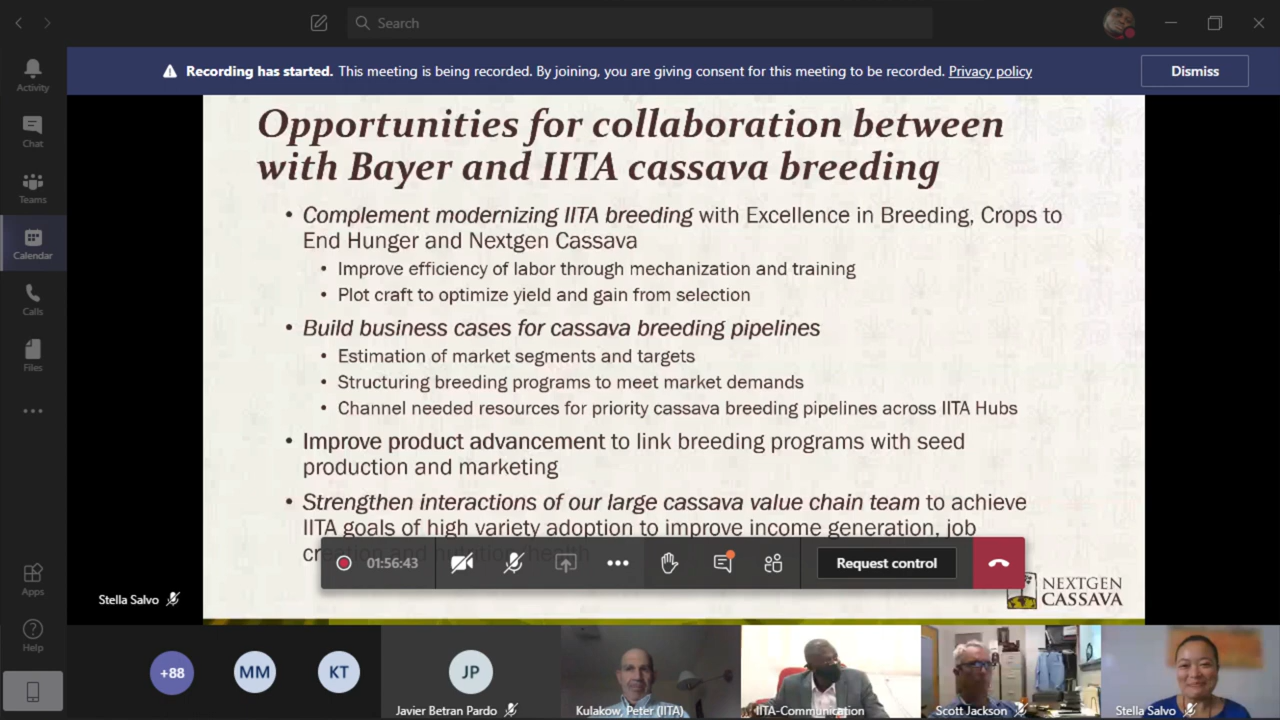 Search
Activity
Chat
Teams
Calendar
Calls
Files
Apps
Help
Recording has started. This meeting is being recorded. By joining, you are giving consent for this meeting to be recorded. Privacy policy
Dismiss
Opportunities for collaboration between
with Bayer and IITA cassava breeding
• Complement modernizing IITA breeding with Excellence in Breeding, Crops to
End Hunger and Nextgen Cassava
• Improve efficiency of labor through mechanization and training
• Plot craft to optimize yield and gain from selection
• Build business cases for cassava breeding pipelines
• Estimation of market segments and targets
• Structuring breeding programs to meet market demands
• Channel needed resources for priority cassava breeding pipelines across IITA Hubs
• Improve product advancement to link breeding programs with seed
production and marketing
• Strengthen interactions of our large cassava value chain team to achieve
IITA goals of high variety adoption to improve income generation, job
creation and nutrition/health
01:56:43
Request control
NEXTGEN
CASSAVA
Stella Salvo
+88
MM
KT
JP
Javier Betran Pardo
Kulakow, Peter (IITA)
IITA-Communication
Scott Jackson
Stella Salvo